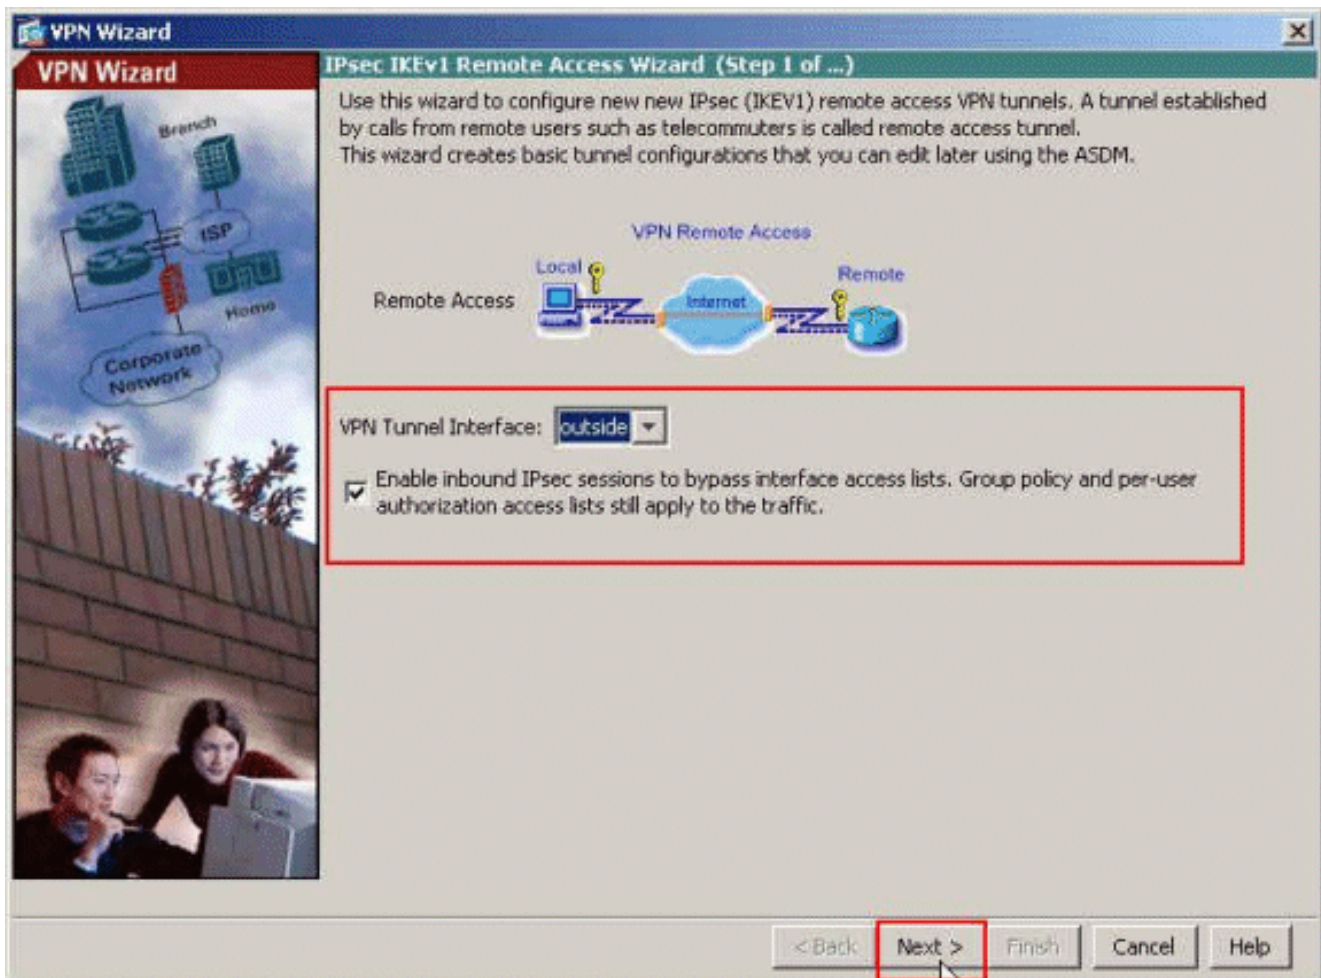 VPN Wizard
VPN Wizard
IPsec IKEv1 Remote Access Wizard (Step 1 of ...)
Use this wizard to configure new new IPsec (IKEV1) remote access VPN tunnels. A tunnel established
by calls from remote users such as telecommuters is called remote access tunnel.
This wizard creates basic tunnel configurations that you can edit later using the ASDM.
Branch
ISP
Home
Corporate
Network
VPN Remote Access
Local
Remote
Remote Access
Internet
VPN Tunnel Interface: outside
Enable inbound IPsec sessions to bypass interface access lists. Group policy and per-user
authorization access lists still apply to the traffic.
< Back Next > Finish Cancel Help